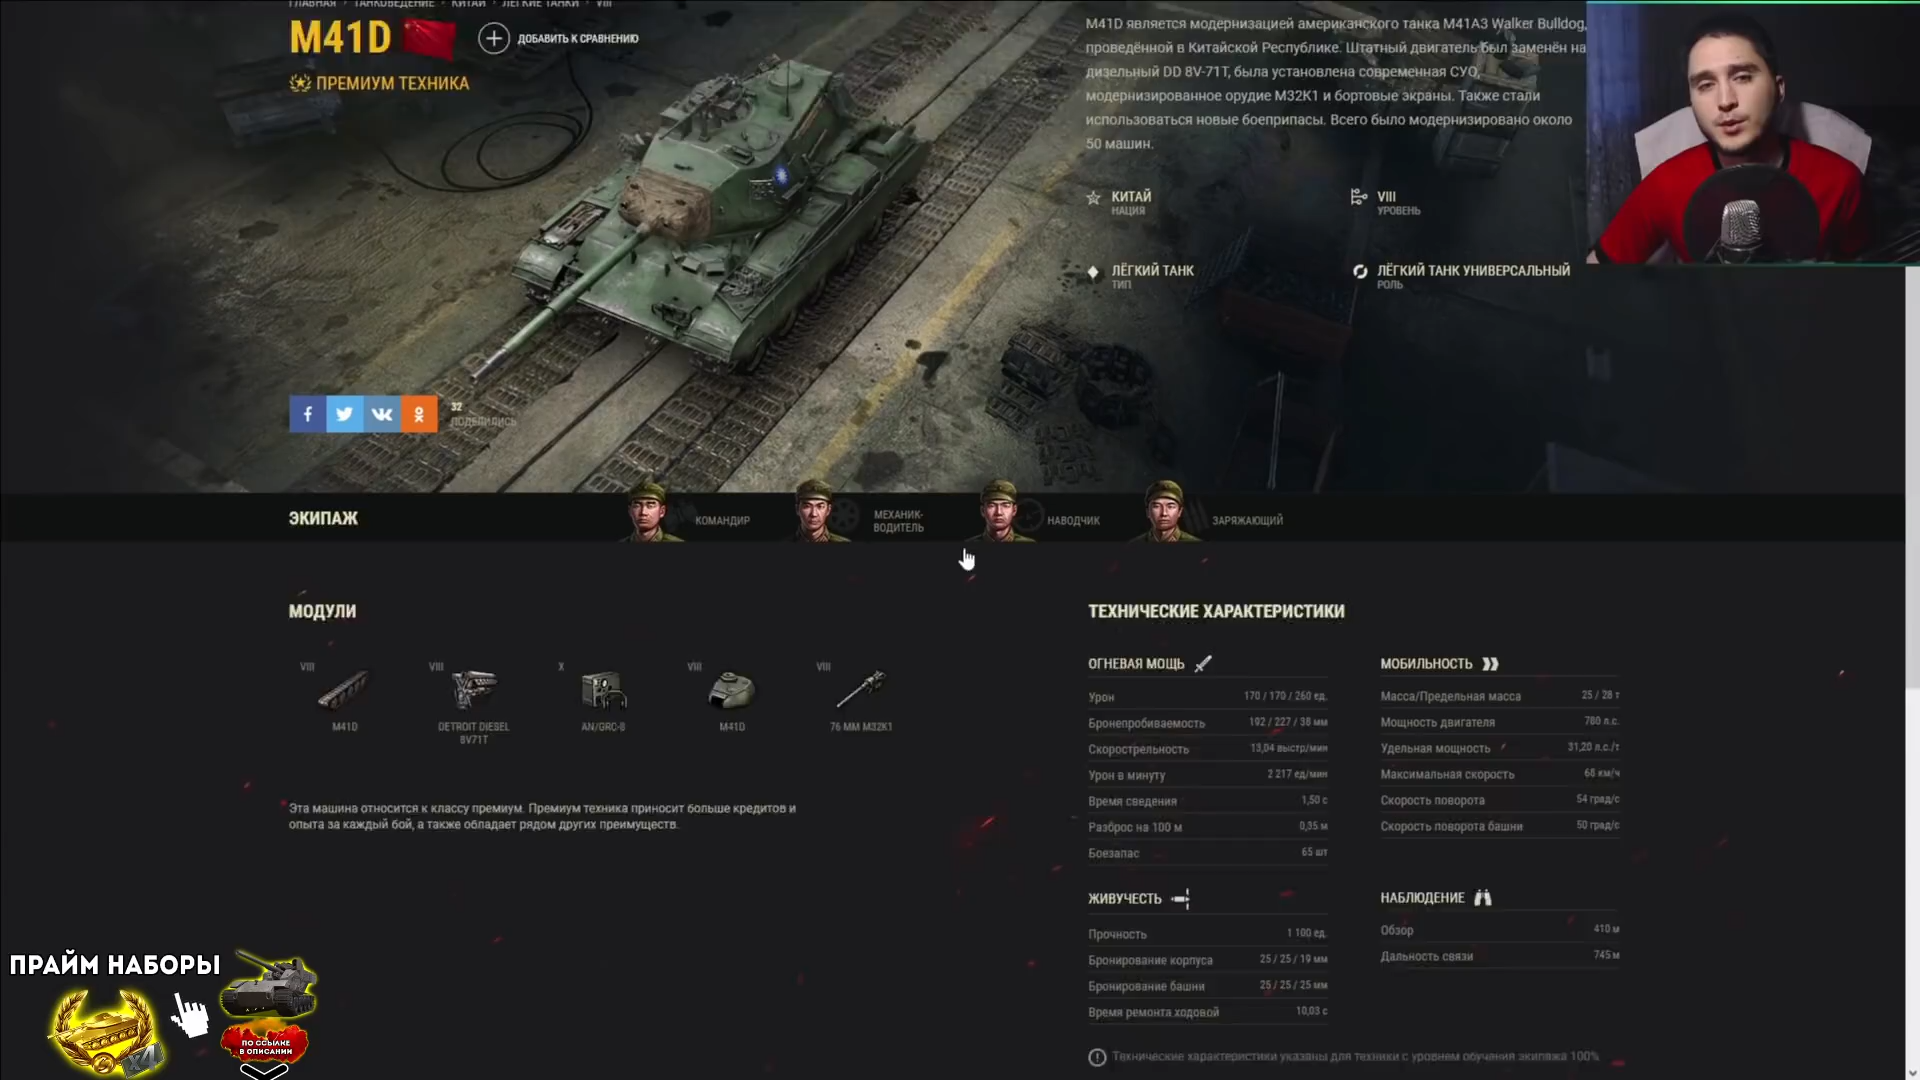 ГЛАВНАЯ ТАНКОВЕДЕНИЕ КИТАЙ ЛЁГКИЕ ТАНКИ VIII
M41D
ДОБАВИТЬ К СРАВНЕНИЮ
ПРЕМИУМ ТЕХНИКА
M41D является модернизацией американского танка M41A3 Walker Bulldog,
проведённой в Китайской Республике. Штатный двигатель был заменён на
дизельный DD 8V-71T, была установлена современная СУО,
модернизированное орудие M32K1 и бортовые экраны. Также стали
использоваться новые боеприпасы. Всего было модернизировано около
50 машин.
КИТАЙ
НАЦИЯ
VIII
УРОВЕНЬ
ЛЁГКИЙ ТАНК
ТИП
ЛЁГКИЙ ТАНК УНИВЕРСАЛЬНЫЙ
РОЛЬ
32
ПОДЕЛИЛИСЬ
ЭКИПАЖ
КОМАНДИР
МЕХАНИК-
ВОДИТЕЛЬ
НАВОДЧИК
ЗАРЯЖАЮЩИЙ
МОДУЛИ
VIII
M41D
VIII
DETROIT DIESEL
8V71T
X
AN/GRC-8
VIII
M41D
VIII
76 MM M32K1
Эта машина относится к классу премиум. Премиум техника приносит больше кредитов и
опыта за каждый бой, а также обладает рядом других преимуществ.
ТЕХНИЧЕСКИЕ ХАРАКТЕРИСТИКИ
ОГНЕВАЯ МОЩЬ
Урон 170 / 170 / 260 ед.
Бронепробиваемость 192 / 227 / 38 мм
Скорострельность 13,04 выстр/мин
Урон в минуту 2 217 ед/мин
Время сведения 1,50 с
Разброс на 100 м 0,35 м
Боезапас 65 шт
МОБИЛЬНОСТЬ
Масса/Предельная масса 25 / 28 т
Мощность двигателя 780 л.с.
Удельная мощность 31,20 л.с./т
Максимальная скорость 68 км/ч
Скорость поворота 54 град/с
Скорость поворота башни 50 град/с
ЖИВУЧЕСТЬ
Прочность 1 100 ед.
Бронирование корпуса 25 / 25 / 19 мм
Бронирование башни 25 / 25 / 25 мм
Время ремонта ходовой 10,03 с
НАБЛЮДЕНИЕ
Обзор 410 м
Дальность связи 745 м
Технические характеристики указаны для техники с уровнем обучения экипажа 100%
ПРАЙМ НАБОРЫ
x4
ПО ССЫЛКЕ
В ОПИСАНИИ